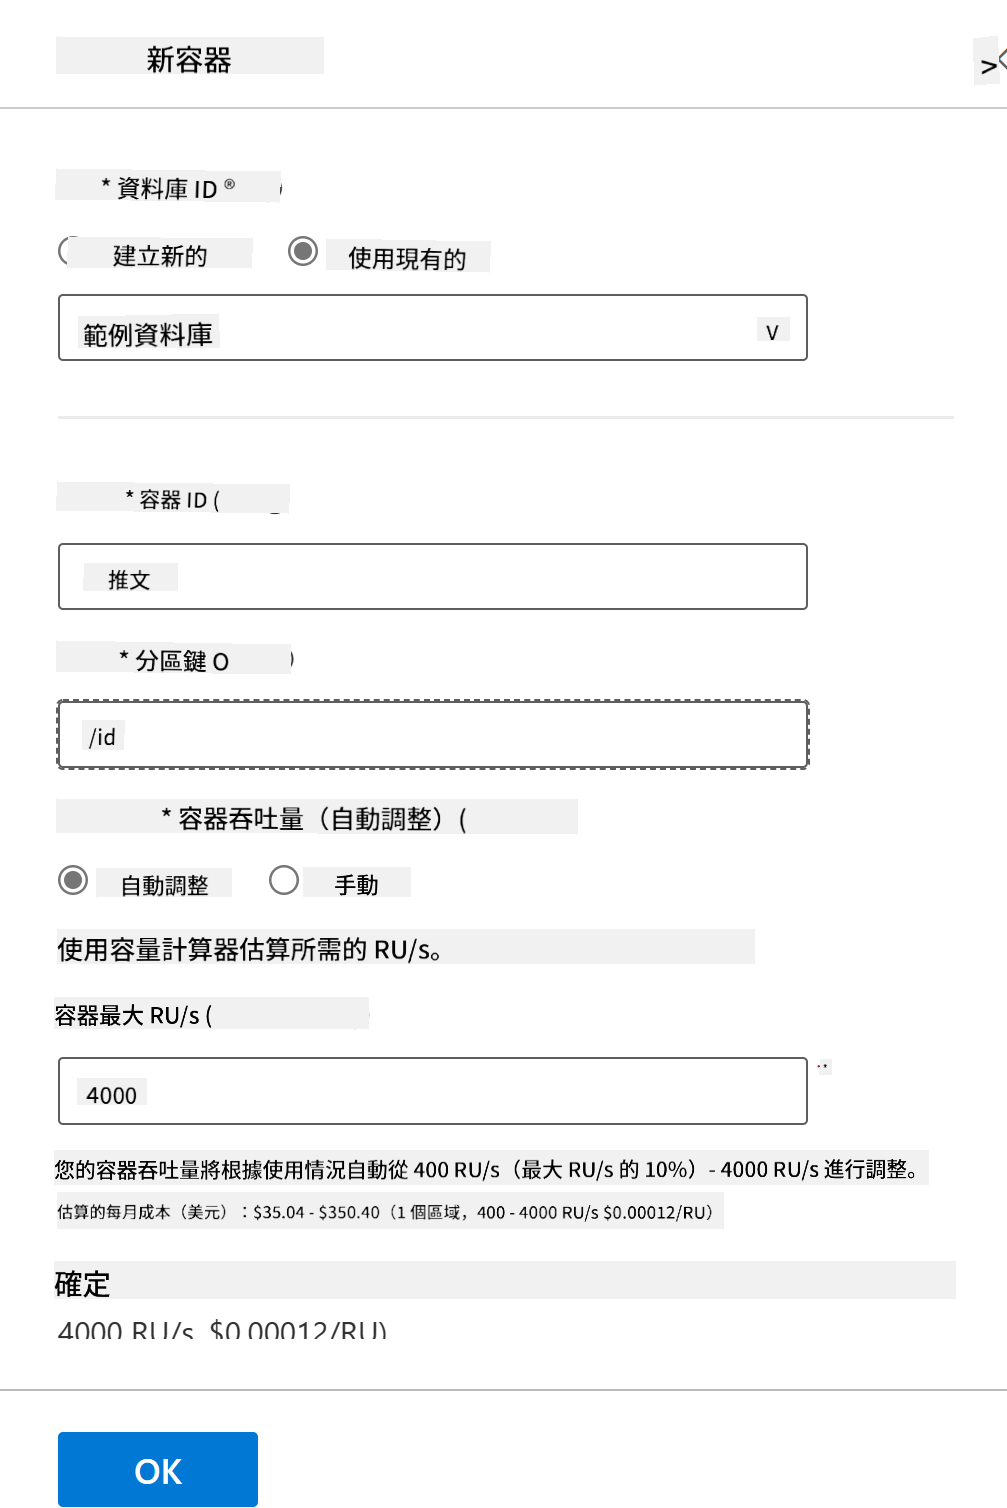 新容器
>
* 資料庫 ID ®
建立新的 使用現有的
範例資料庫 V
* 容器 ID (
推文
* 分區鍵 O
/id
* 容器吞吐量（自動調整）(
自動調整 手動
使用容量計算器估算所需的 RU/s。
容器最大 RU/s (
4000
您的容器吞吐量將根據使用情況自動從 400 RU/s（最大 RU/s 的 10%）- 4000 RU/s 進行調整。
估算的每月成本（美元）：$35.04 - $350.40（1 個區域，400 - 4000 RU/s $0.00012/RU）
確定
4000 RU/s, $0.00012/RU)
OK